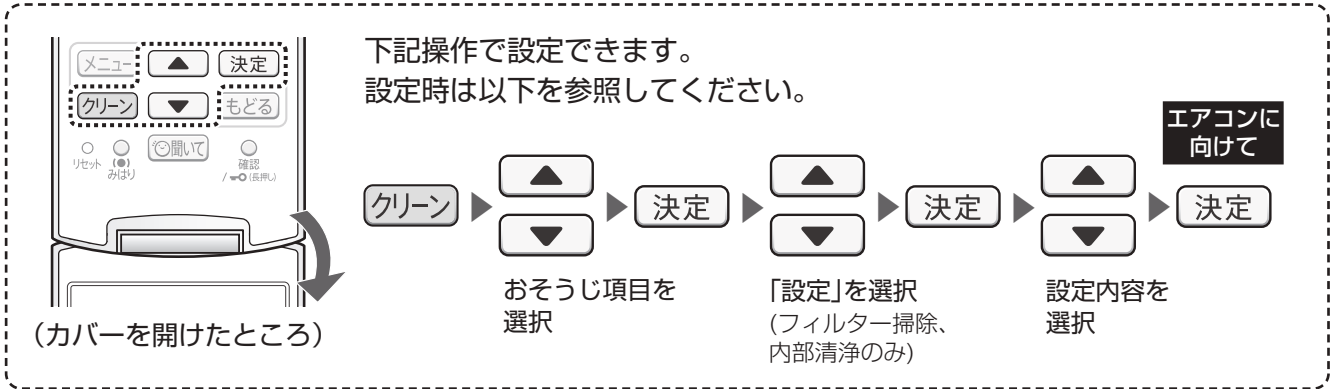 下記操作で設定できます。
設定時は以下を参照してください。
メニュー ▲ 決定
クリーン ▼ もどる
リセット みはり 聞いて 確認
/ (長押し)
(カバーを開けたところ)
エアコンに
向けて
クリーン ▶ ▲ ▼ ▶ 決定 ▶ ▲ ▼ ▶ 決定 ▶ ▲ ▼ ▶ 決定
おそうじ項目を
選択
「設定」を選択
(フィルター掃除、
内部清浄のみ)
設定内容を
選択